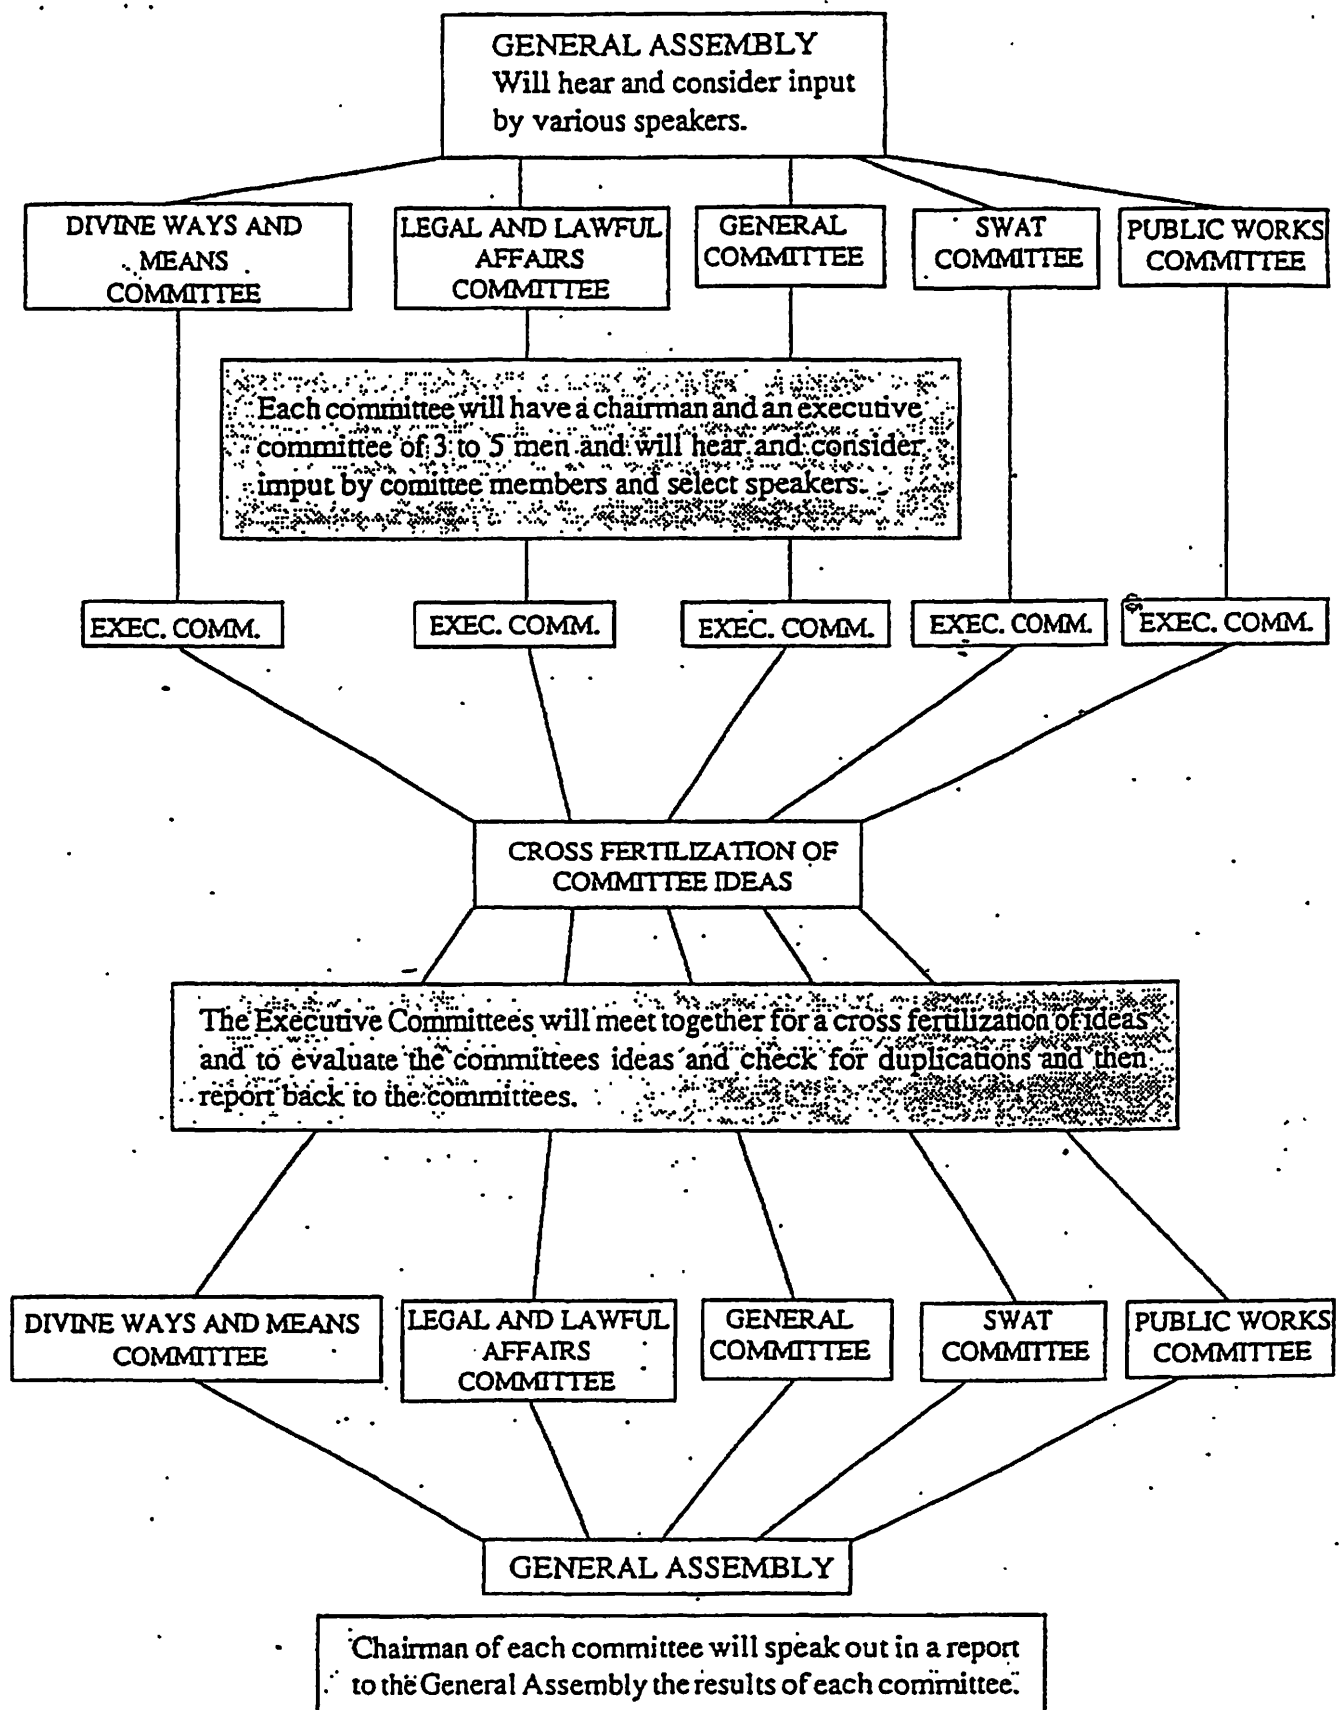 GENERAL ASSEMBLY
Will hear and consider input
by various speakers.
DIVINE WAYS AND
MEANS
COMMITTEE
LEGAL AND LAWFUL
AFFAIRS
COMMITTEE
GENERAL
COMMITTEE
SWAT
COMMITTEE
PUBLIC WORKS
COMMITTEE
Each committee will have a chairman and an executive
committee of 3 to 5 men and will hear and consider
imput by comittee members and select speakers.
EXEC. COMM.
EXEC. COMM.
EXEC. COMM.
EXEC. COMM.
EXEC. COMM.
CROSS FERTILIZATION OF
COMMITTEE IDEAS
The Executive Committees will meet together for a cross fertilization of ideas
and to evaluate the committees ideas and check for duplications and then
report back to the committees.
DIVINE WAYS AND MEANS
COMMITTEE
LEGAL AND LAWFUL
AFFAIRS
COMMITTEE
GENERAL
COMMITTEE
SWAT
COMMITTEE
PUBLIC WORKS
COMMITTEE
GENERAL ASSEMBLY
Chairman of each committee will speak out in a report
to the General Assembly the results of each committee.